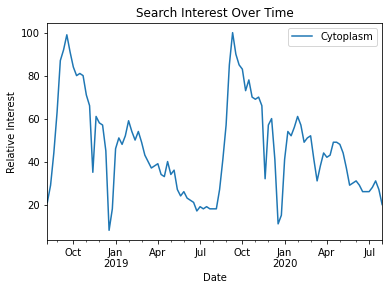 Search Interest Over Time
Cytoplasm
Relative Interest
100
80
60
40
20
Oct Jan Apr Jul Oct Jan Apr Jul
2019 2020
Date